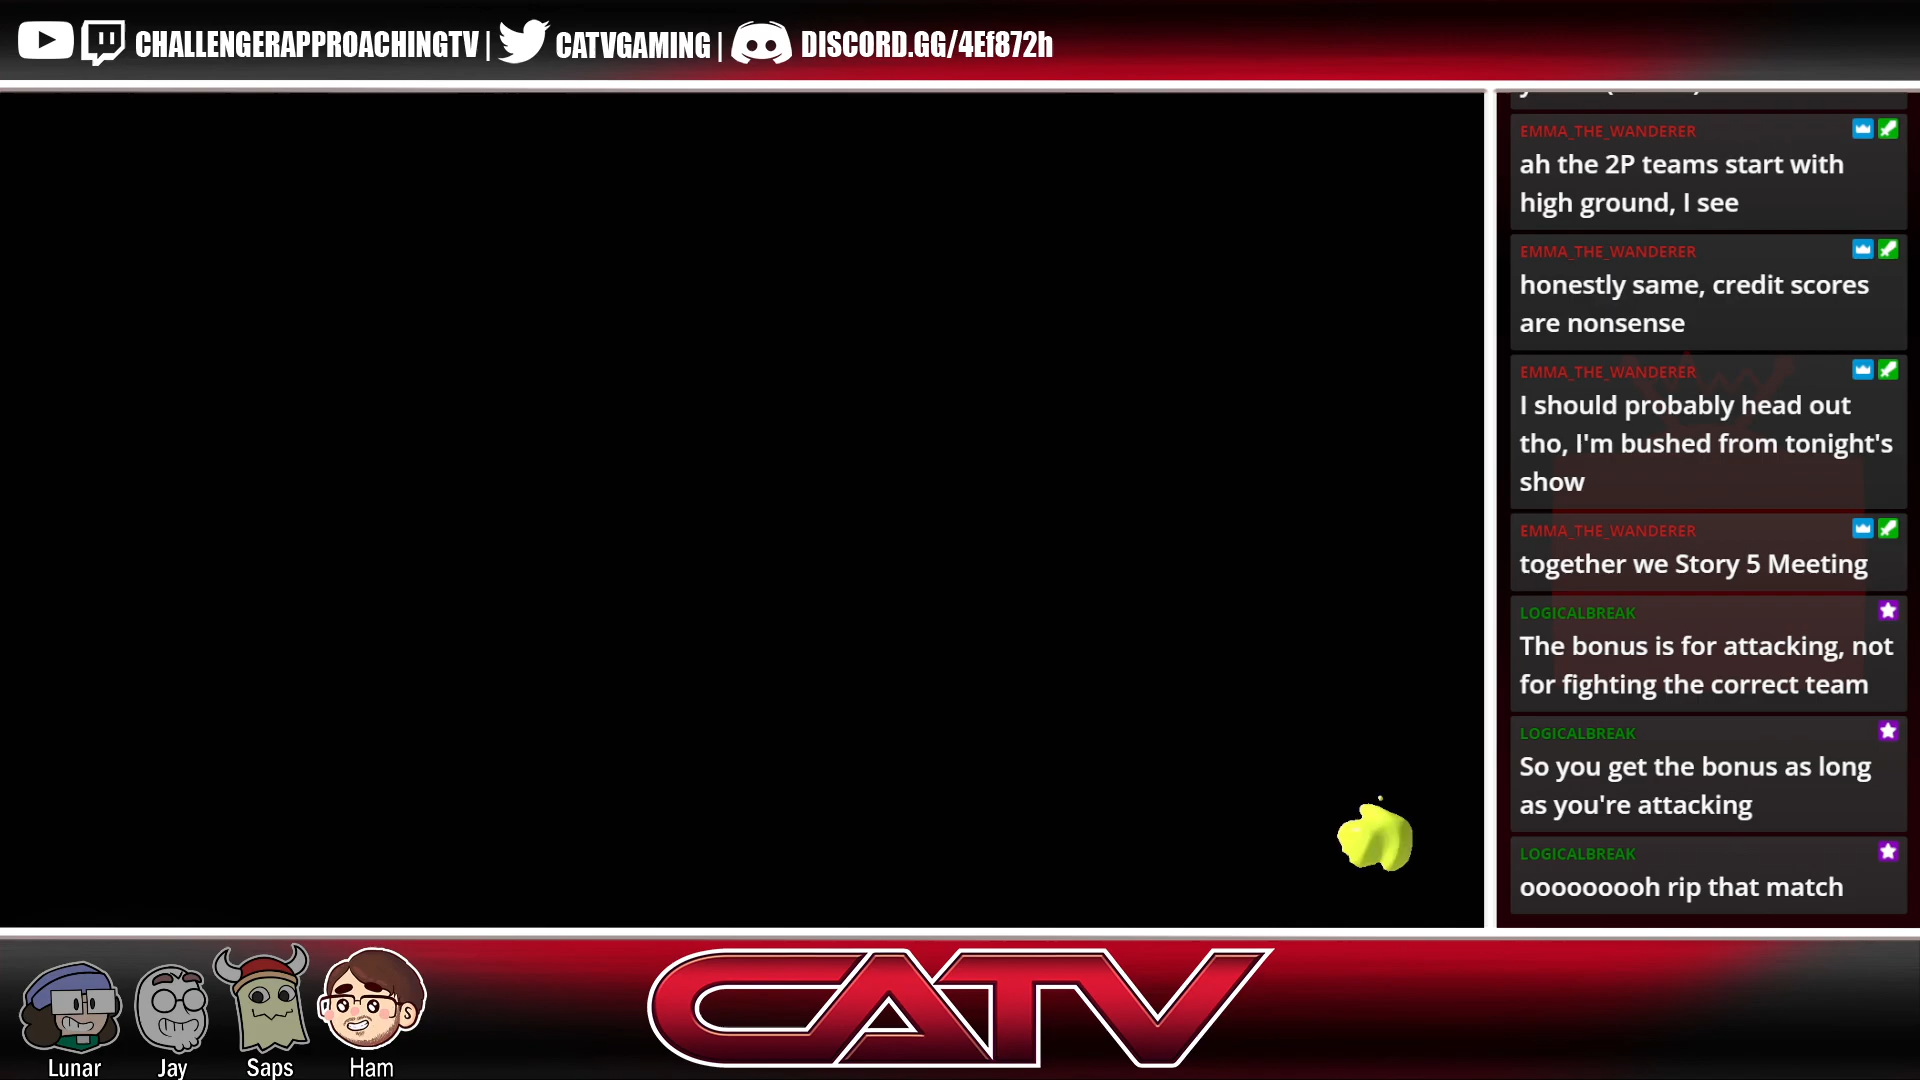 CHALLENGERAPPROACHINGTV | CATVGAMING | DISCORD.GG/4Ef872h
EMMA_THE_WANDERER
ah the 2P teams start with
high ground, I see
EMMA_THE_WANDERER
honestly same, credit scores
are nonsense
EMMA_THE_WANDERER
I should probably head out
tho, I'm bushed from tonight's
show
EMMA_THE_WANDERER
together we Story 5 Meeting
LOGICALBREAK
The bonus is for attacking, not
for fighting the correct team
LOGICALBREAK
So you get the bonus as long
as you're attacking
LOGICALBREAK
ooooooooh rip that match
CATV
Lunar
Jay
Saps
Ham